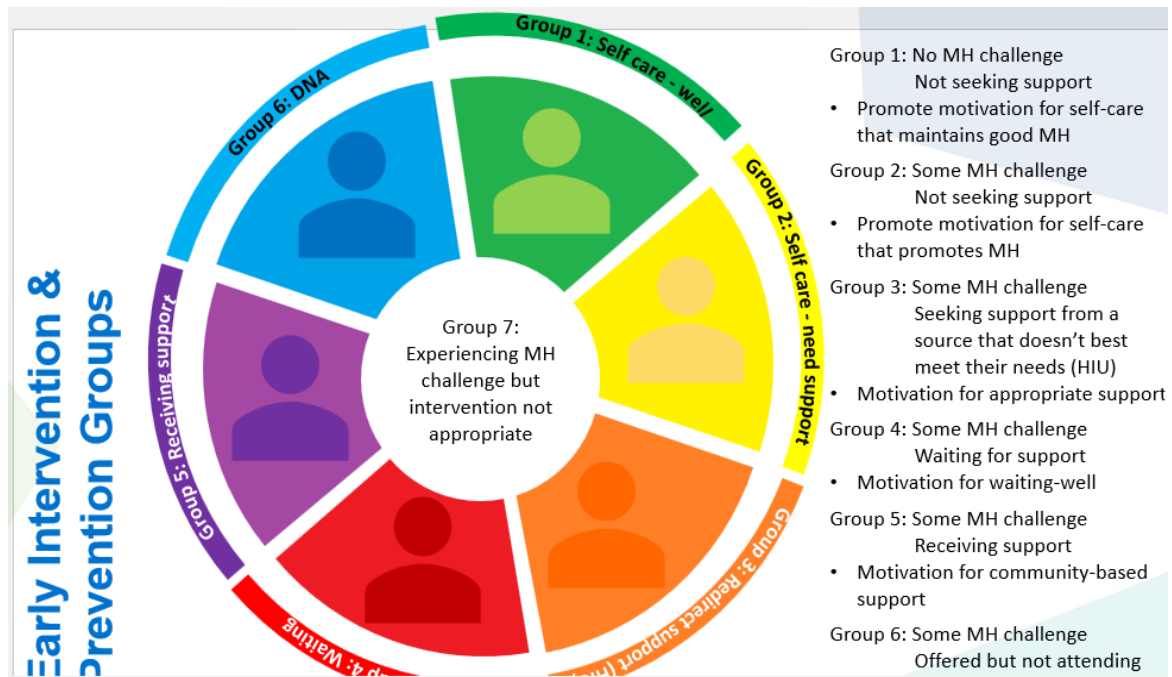 Early Intervention &
Prevention Groups
Group 1: Self care - well
Group 2: Self care - need support
Group 3: Redirect support
Group 4: Waiting
Group 5: Receiving support
Group 6: DNA
Group 7:
Experiencing MH
challenge but
intervention not
appropriate
Group 1: No MH challenge
Not seeking support
• Promote motivation for self-care
that maintains good MH
Group 2: Some MH challenge
Not seeking support
• Promote motivation for self-care
that promotes MH
Group 3: Some MH challenge
Seeking support from a
source that doesn't best
meet their needs (HIU)
• Motivation for appropriate support
Group 4: Some MH challenge
Waiting for support
• Motivation for waiting-well
Group 5: Some MH challenge
Receiving support
• Motivation for community-based
support
Group 6: Some MH challenge
Offered but not attending